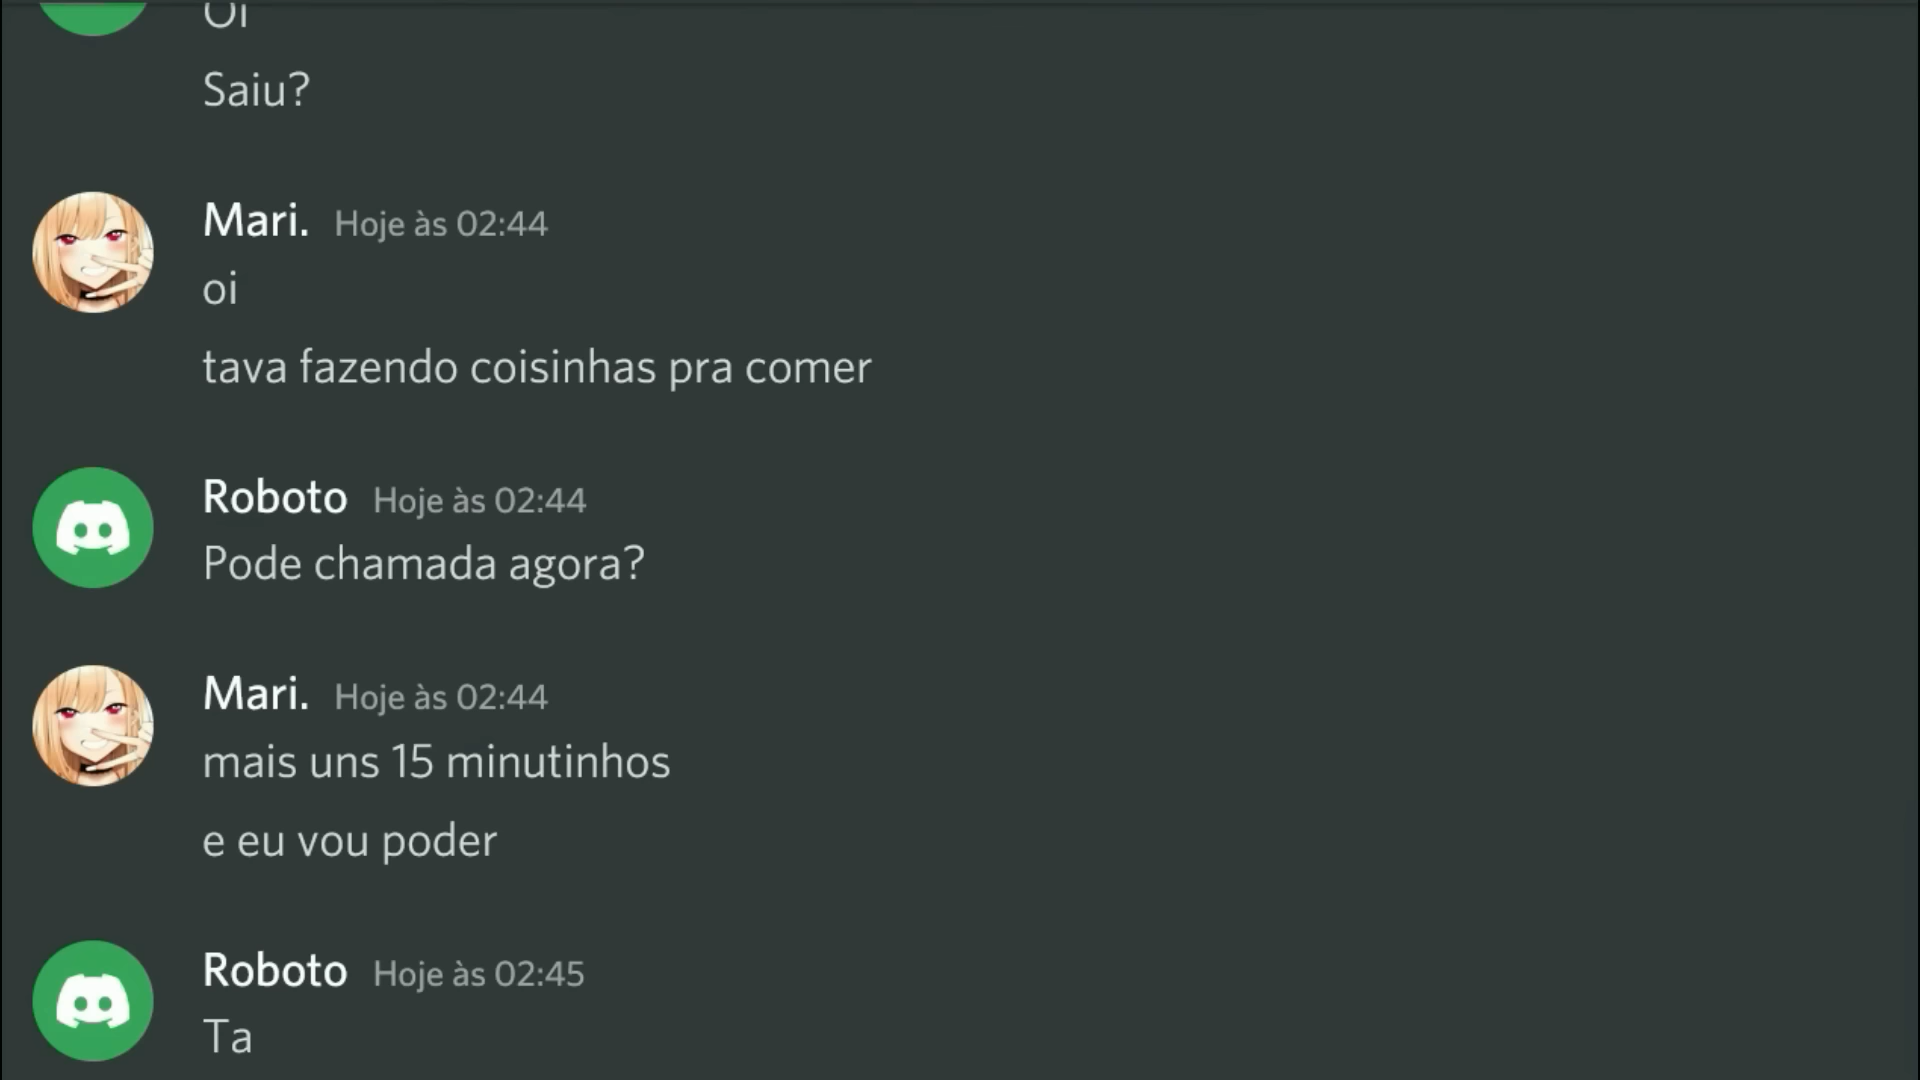 Oi
Saiu?
Mari. Hoje às 02:44
oi
tava fazendo coisinhas pra comer
Roboto Hoje às 02:44
Pode chamada agora?
Mari. Hoje às 02:44
mais uns 15 minutinhos
e eu vou poder
Roboto Hoje às 02:45
Ta